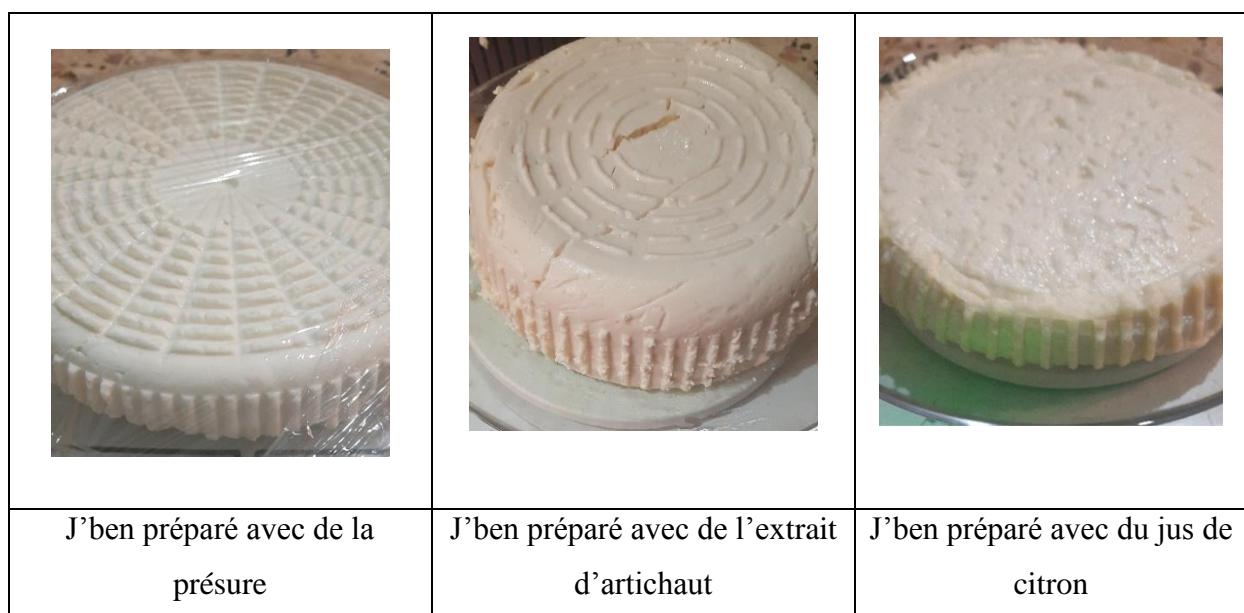 J’ben préparé avec de la
présure
J’ben préparé avec de l’extrait
d’artichaut
J’ben préparé avec du jus de
citron